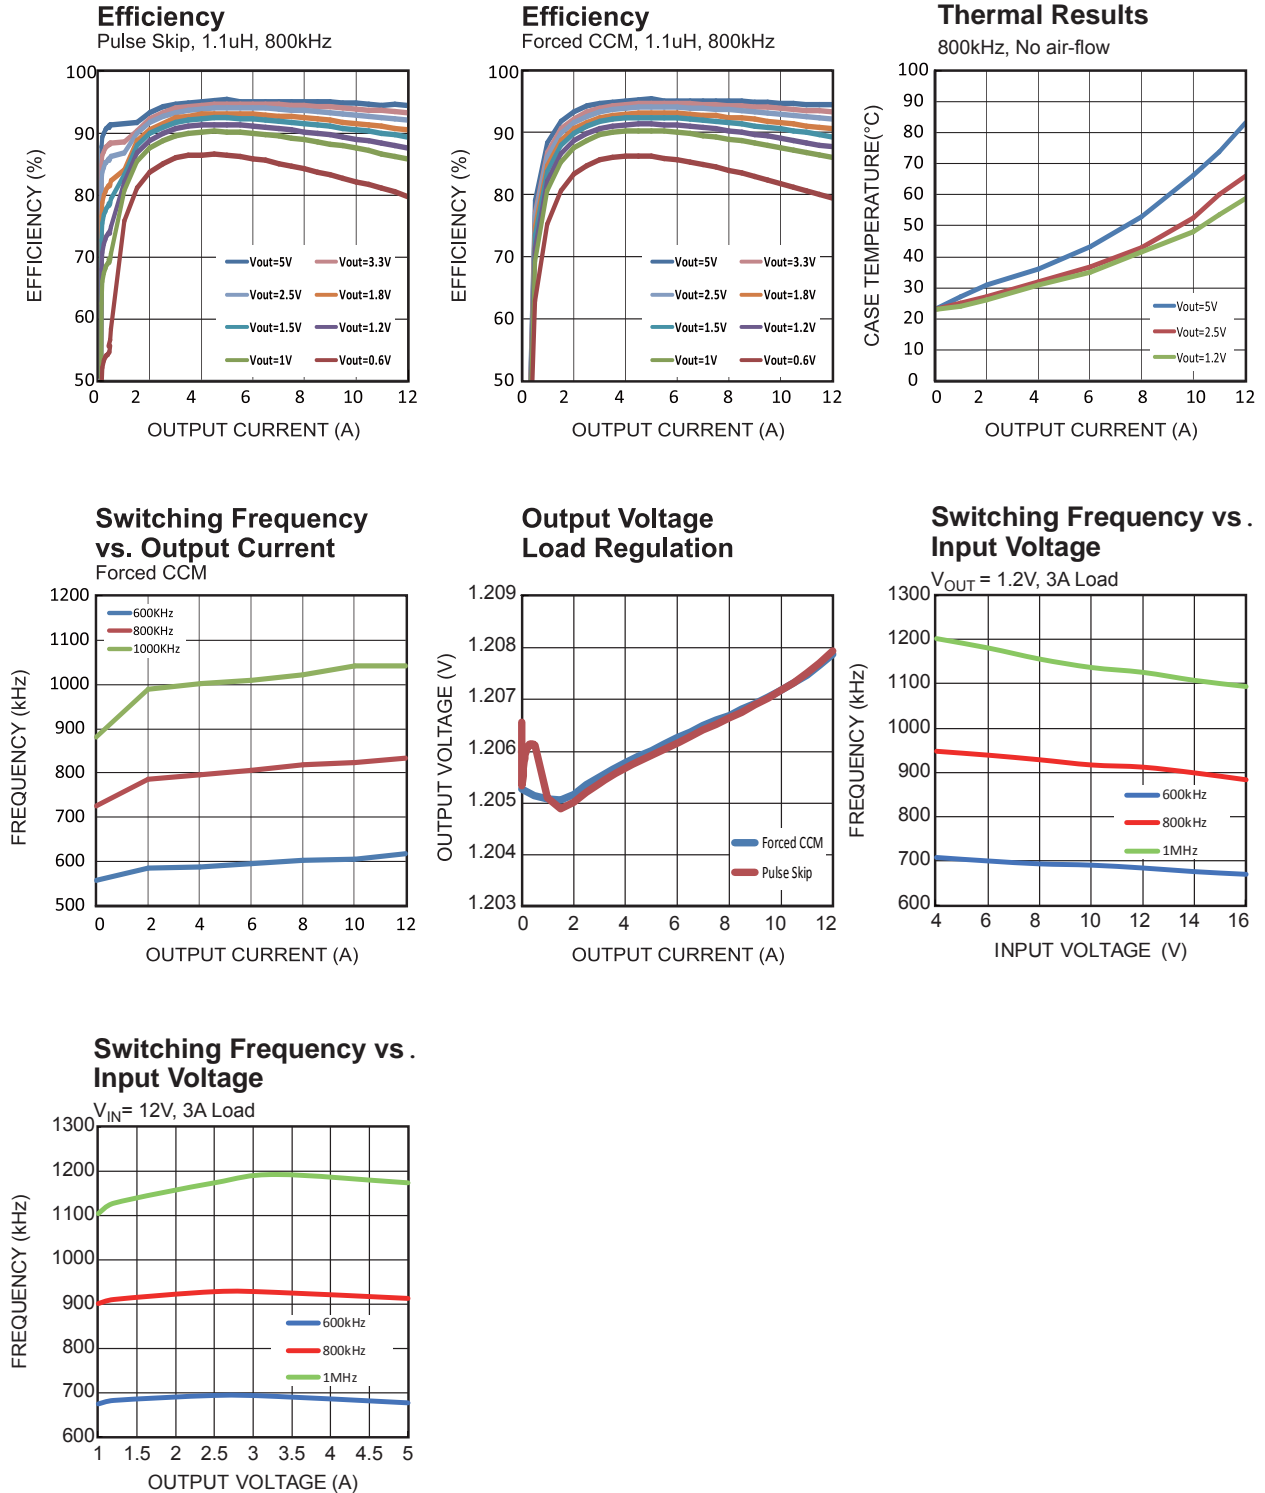 Efficiency
Pulse Skip, 1.1uH, 800kHz
EFFICIENCY (%)
100
90
80
70
60
50
Vout=5V Vout=3.3V
Vout=2.5V Vout=1.8V
Vout=1.5V Vout=1.2V
Vout=1V Vout=0.6V
0 2 4 6 8 10 12
OUTPUT CURRENT (A)
Efficiency
Forced CCM, 1.1uH, 800kHz
EFFICIENCY (%)
100
90
80
70
60
50
Vout=5V Vout=3.3V
Vout=2.5V Vout=1.8V
Vout=1.5V Vout=1.2V
Vout=1V Vout=0.6V
0 2 4 6 8 10 12
OUTPUT CURRENT (A)
Thermal Results
800kHz, No air-flow
CASE TEMPERATURE(°C)
100
90
80
70
60
50
40
30
20
10
0
Vout=5V
Vout=2.5V
Vout=1.2V
0 2 4 6 8 10 12
OUTPUT CURRENT (A)
Switching Frequency
vs. Output Current
Forced CCM
FREQUENCY (kHz)
1200
1100
1000
900
800
700
600
500
600KHz
800KHz
1000KHz
0 2 4 6 8 10 12
OUTPUT CURRENT (A)
Output Voltage
Load Regulation
OUTPUT VOLTAGE (V)
1.209
1.208
1.207
1.206
1.205
1.204
1.203
Forced CCM
Pulse Skip
0 2 4 6 8 10 12
OUTPUT CURRENT (A)
Switching Frequency vs .
Input Voltage
VOUT = 1.2V, 3A Load
FREQUENCY (kHz)
1300
1200
1100
1000
900
800
700
600
600kHz
800kHz
1MHz
4 6 8 10 12 14 16
INPUT VOLTAGE (V)
Switching Frequency vs .
Input Voltage
VIN= 12V, 3A Load
FREQUENCY (kHz)
1300
1200
1100
1000
900
800
700
600
600kHz
800kHz
1MHz
1 1.5 2 2.5 3 3.5 4 4.5 5
OUTPUT VOLTAGE (A)